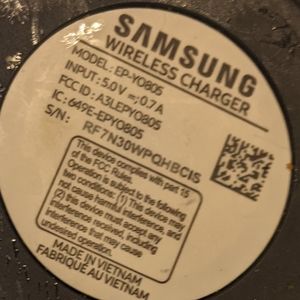 SAMSUNG
WIRELESS CHARGER
MODEL: EP-YO805
INPUT: 5.0V ⎓; 0.7 A
FCC ID: A3LEPYO805
IC: 649E-EPYO805
S/N: RF7N30WPQHBCIS
This device complies with part 15
of the FCC Rules.
Operation is subject to the following
two conditions: (1) This device may
not cause harmful interference, and
(2) this device must accept any
interference received, including
interference that may cause
undesired operation.
MADE IN VIETNAM
FABRIQUÉ AU VIETNAM